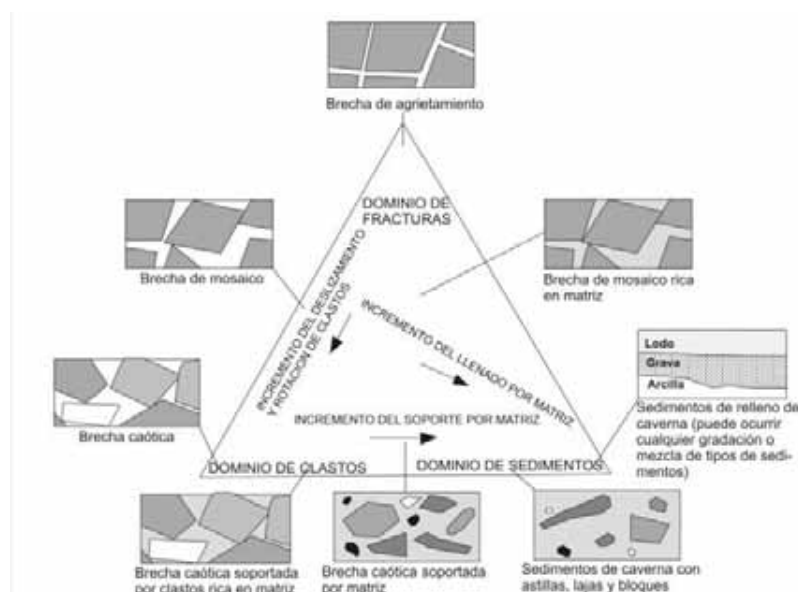 Brecha de agrietamiento
DOMINIO DE
FRACTURAS
Brecha de mosaico
Brecha de mosaico rica
en matriz
INCREMENTO DEL DESLIZAMIENTO
Y ROTACION DE CLASTOS
INCREMENTO DEL LLENADO POR MATRIZ
Lodo
Grava
Arcilla
Sedimentos de relleno de
caverna (puede ocurrir
cualquier gradación o
mezcla de tipos de sedi-
mentos)
Brecha caótica
INCREMENTO DEL SOPORTE POR MATRIZ
DOMINIO DE CLASTOS
DOMINIO DE SEDIMENTOS
Brecha caótica soportada
por clastos rica en matriz
Brecha caótica soportada
por matriz
Sedimentos de caverna con
astillas, lajas y bloques